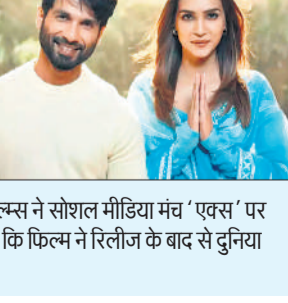 ल्म्स ने सोशल मीडिया मंच ‘एक्स’ पर
कि फिल्म ने रिलीज के बाद से दुनिया